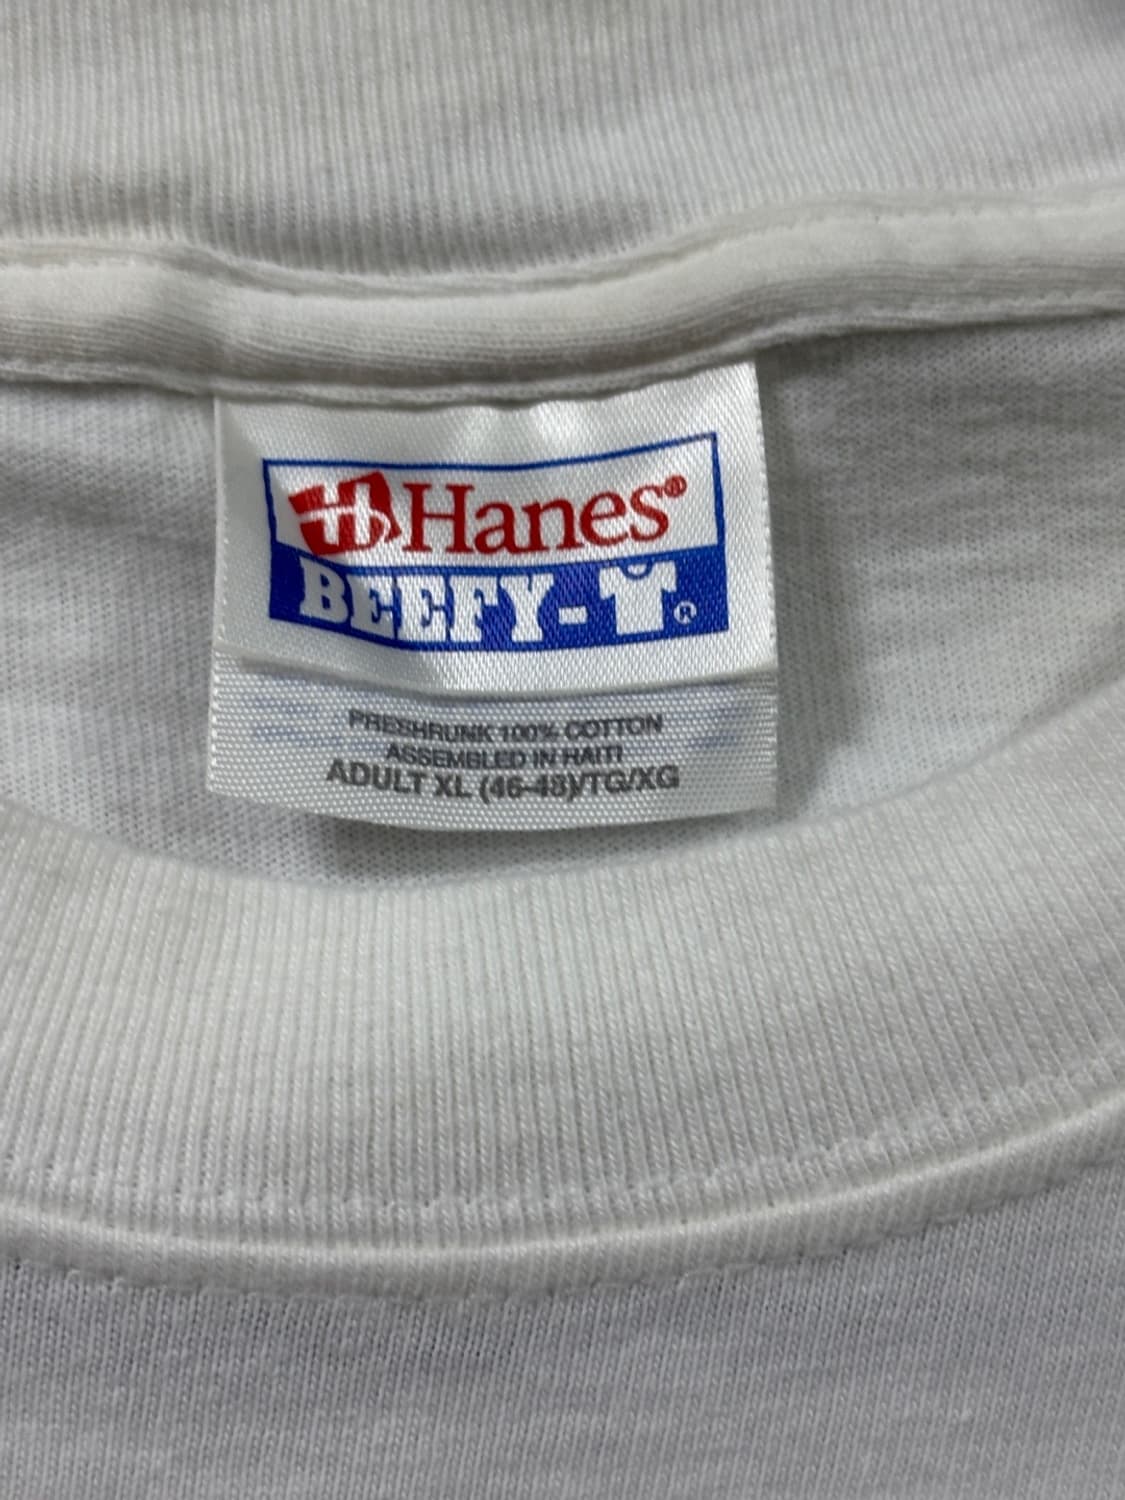 Hanes®
BEEFY-T®
PRESHRUNK 100% COTTON
ASSEMBLED IN HAITI
ADULT XL (46-48)/TG/XG